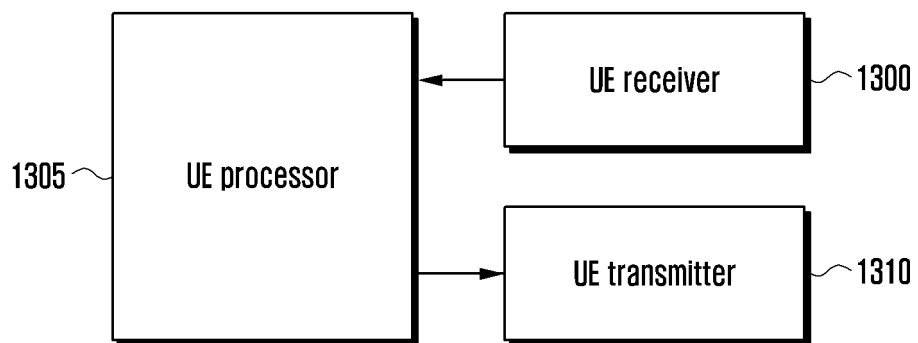 UE receiver
1300
1305
UE processor
UE transmitter
1310